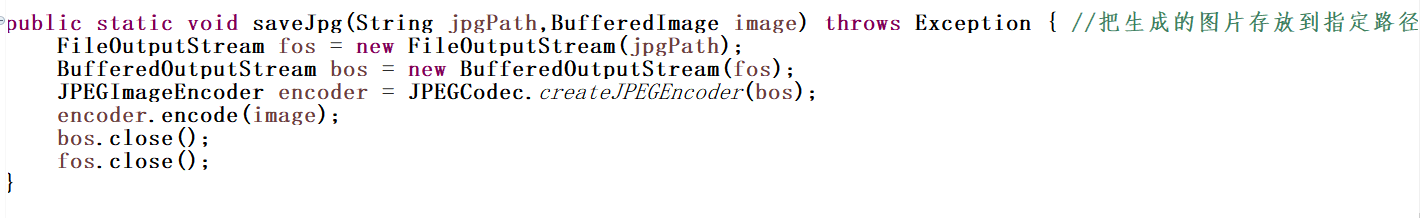 public static void saveJpg(String jpgPath,BufferedImage image) throws Exception { //把生成的图片存放到指定路径
    FileOutputStream fos = new FileOutputStream(jpgPath);
    BufferedOutputStream bos = new BufferedOutputStream(fos);
    JPEGImageEncoder encoder = JPEGCodec.createJPEGEncoder(bos);
    encoder.encode(image);
    bos.close();
    fos.close();
}